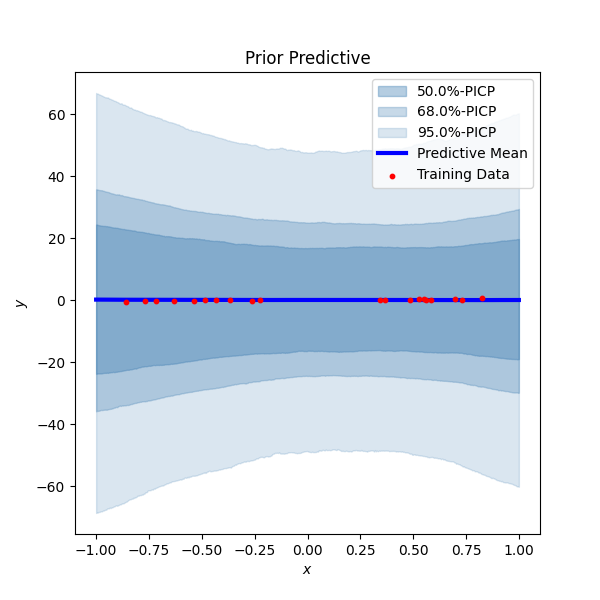 Prior Predictive
50.0%-PICP
68.0%-PICP
95.0%-PICP
Predictive Mean
Training Data
60
40
20
0
−20
−40
−60
y
−1.00 −0.75 −0.50 −0.25 0.00 0.25 0.50 0.75 1.00
x